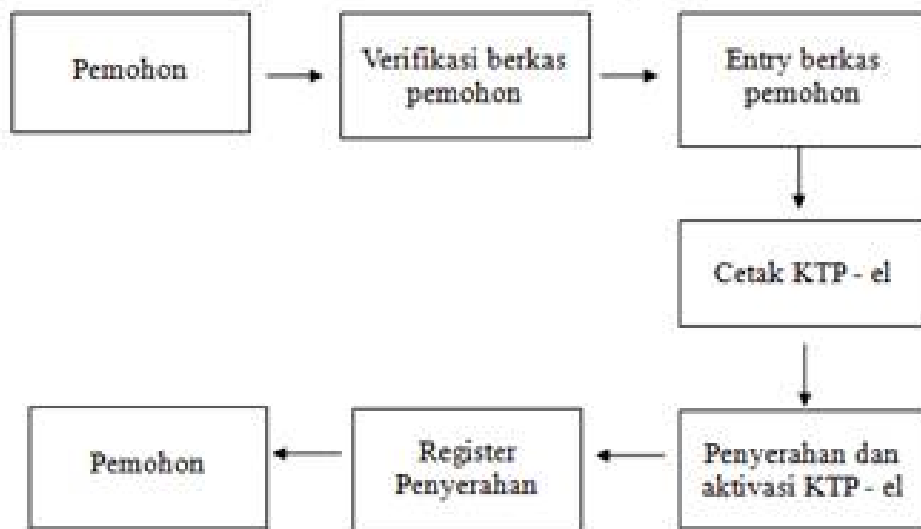 Pemohon
Verifikasi berkas
pemohon
Entry berkas
pemohon
Cetak KTP - el
Penyerahan dan
aktivasi KTP - el
Register
Penyerahan
Pemohon